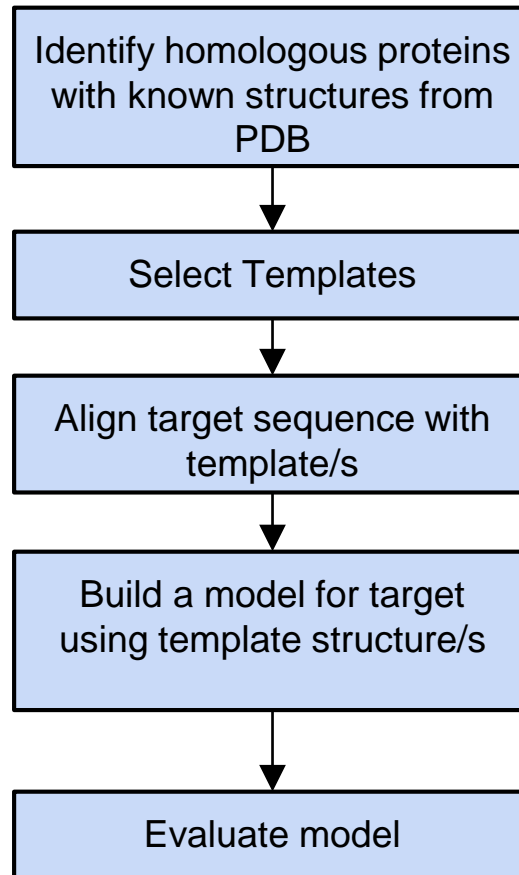 Identify homologous proteins
with known structures from
PDB
Select Templates
Align target sequence with
template/s
Build a model for target
using template structure/s
Evaluate model